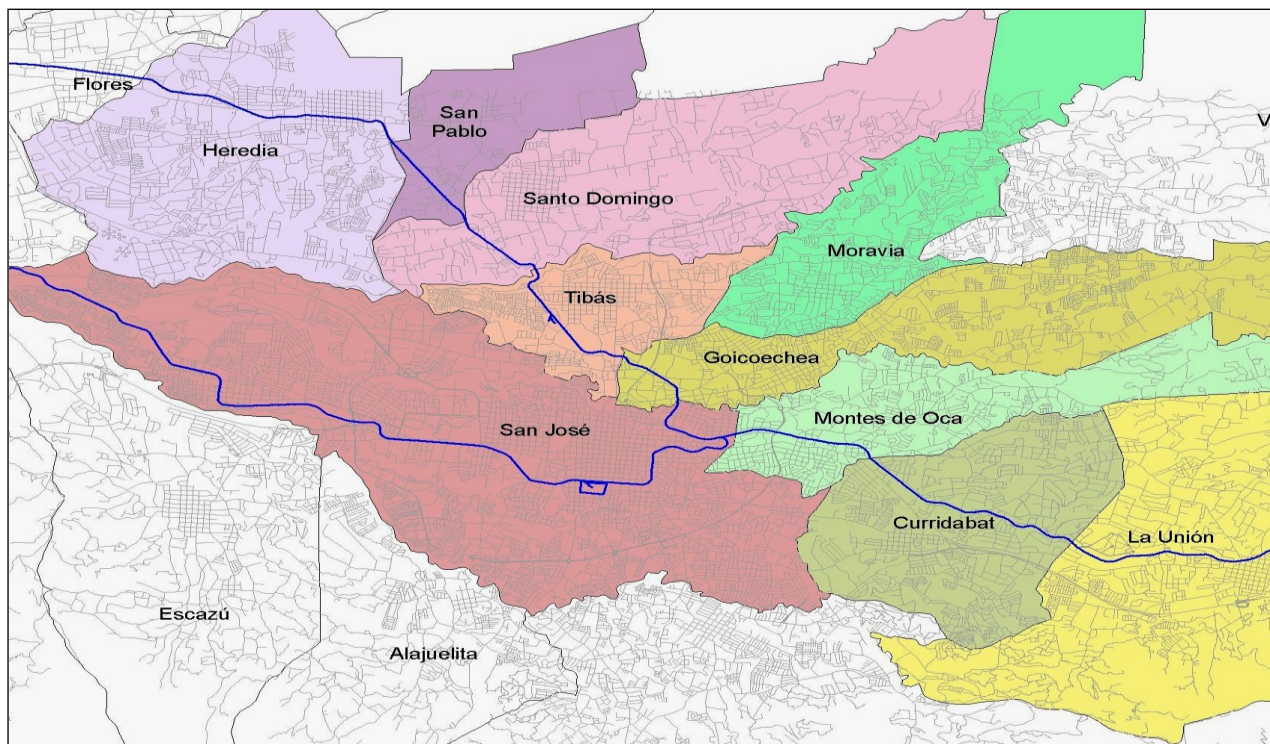 Flores
San
Pablo
V
Heredia
Santo Domingo
Moravia
Tibás
Goicoechea
Montes de Oca
San José
Curridabat
La Unión
Escazú
Alajuelita